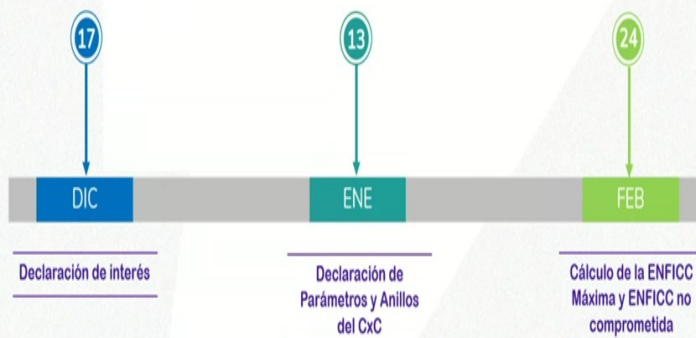 17
13
24
DIC
ENE
FEB
Declaración de interés
Declaración de
Parámetros y Anillos
del CxC
Cálculo de la ENFICC
Máxima y ENFICC no
comprometida